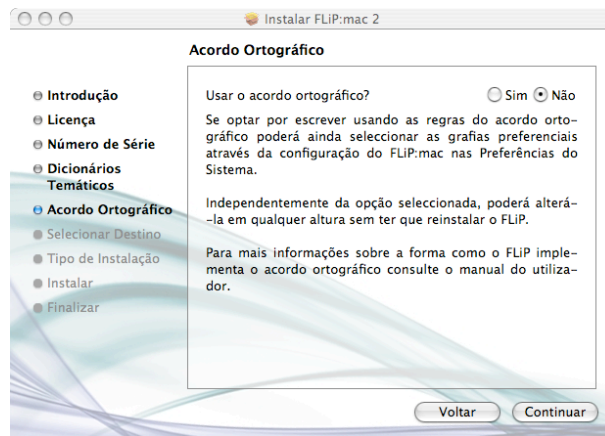 Instalar FLiP:mac 2
Acordo Ortográfico
Introdução
Licença
Número de Série
Dicionários
Temáticos
Acordo Ortográfico
Selecionar Destino
Tipo de Instalação
Instalar
Finalizar
Usar o acordo ortográfico? Sim Não
Se optar por escrever usando as regras do acordo orto-
gráfico poderá ainda seleccionar as grafias preferenciais
através da configuração do FLiP:mac nas Preferências do
Sistema.
Independentemente da opção seleccionada, poderá alterá-
-la em qualquer altura sem ter que reinstalar o FLiP.
Para mais informações sobre a forma como o FLiP imple-
menta o acordo ortográfico consulte o manual do utiliza-
dor.
Voltar Continuar